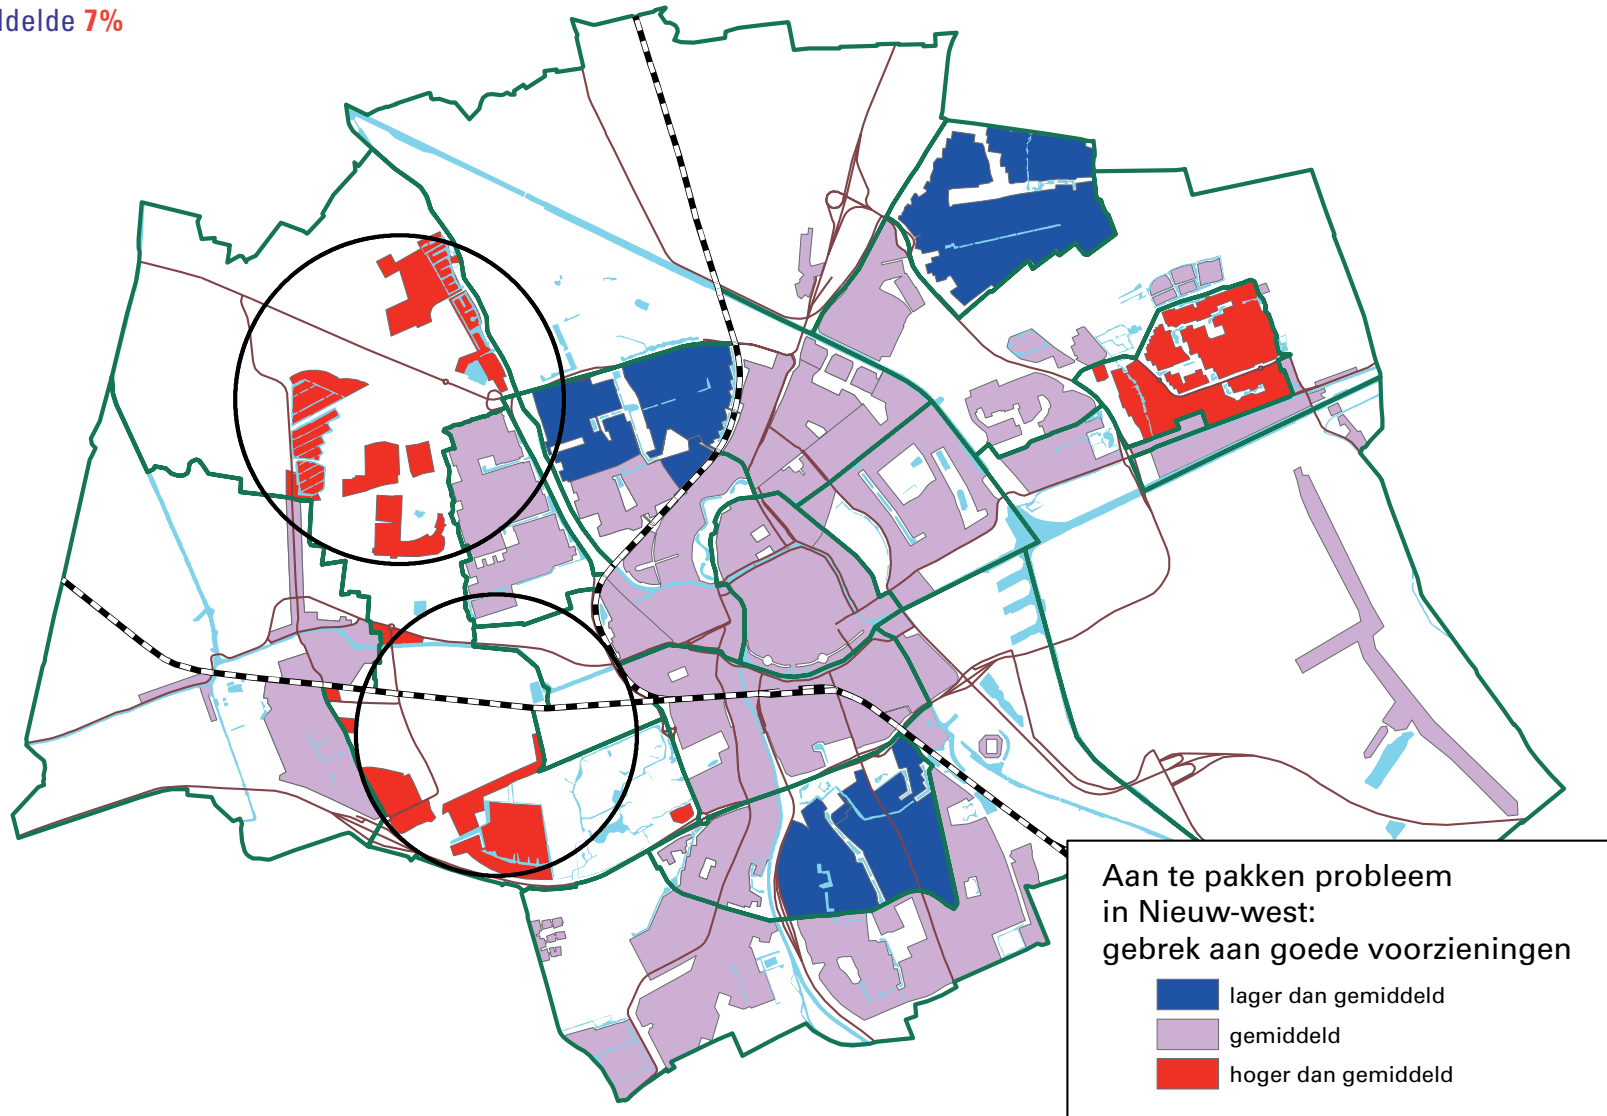 7%
Aan te pakken probleem
in Nieuw-west:
gebrek aan goede voorzieningen
lager dan gemiddeld
gemiddeld
hoger dan gemiddeld